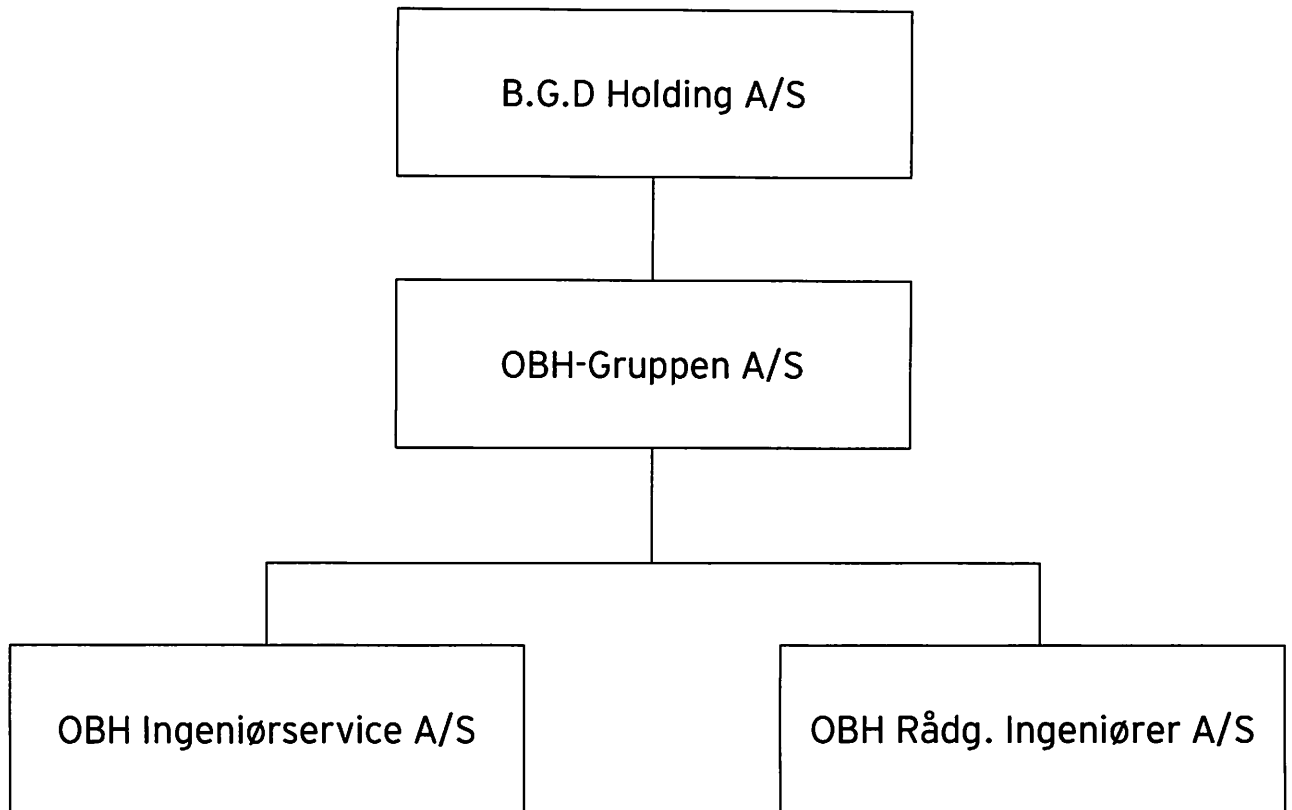 B.G.D Holding A/S
OBH-Gruppen A/S
OBH Ingeniørservice A/S
OBH Rådg. Ingeniører A/S